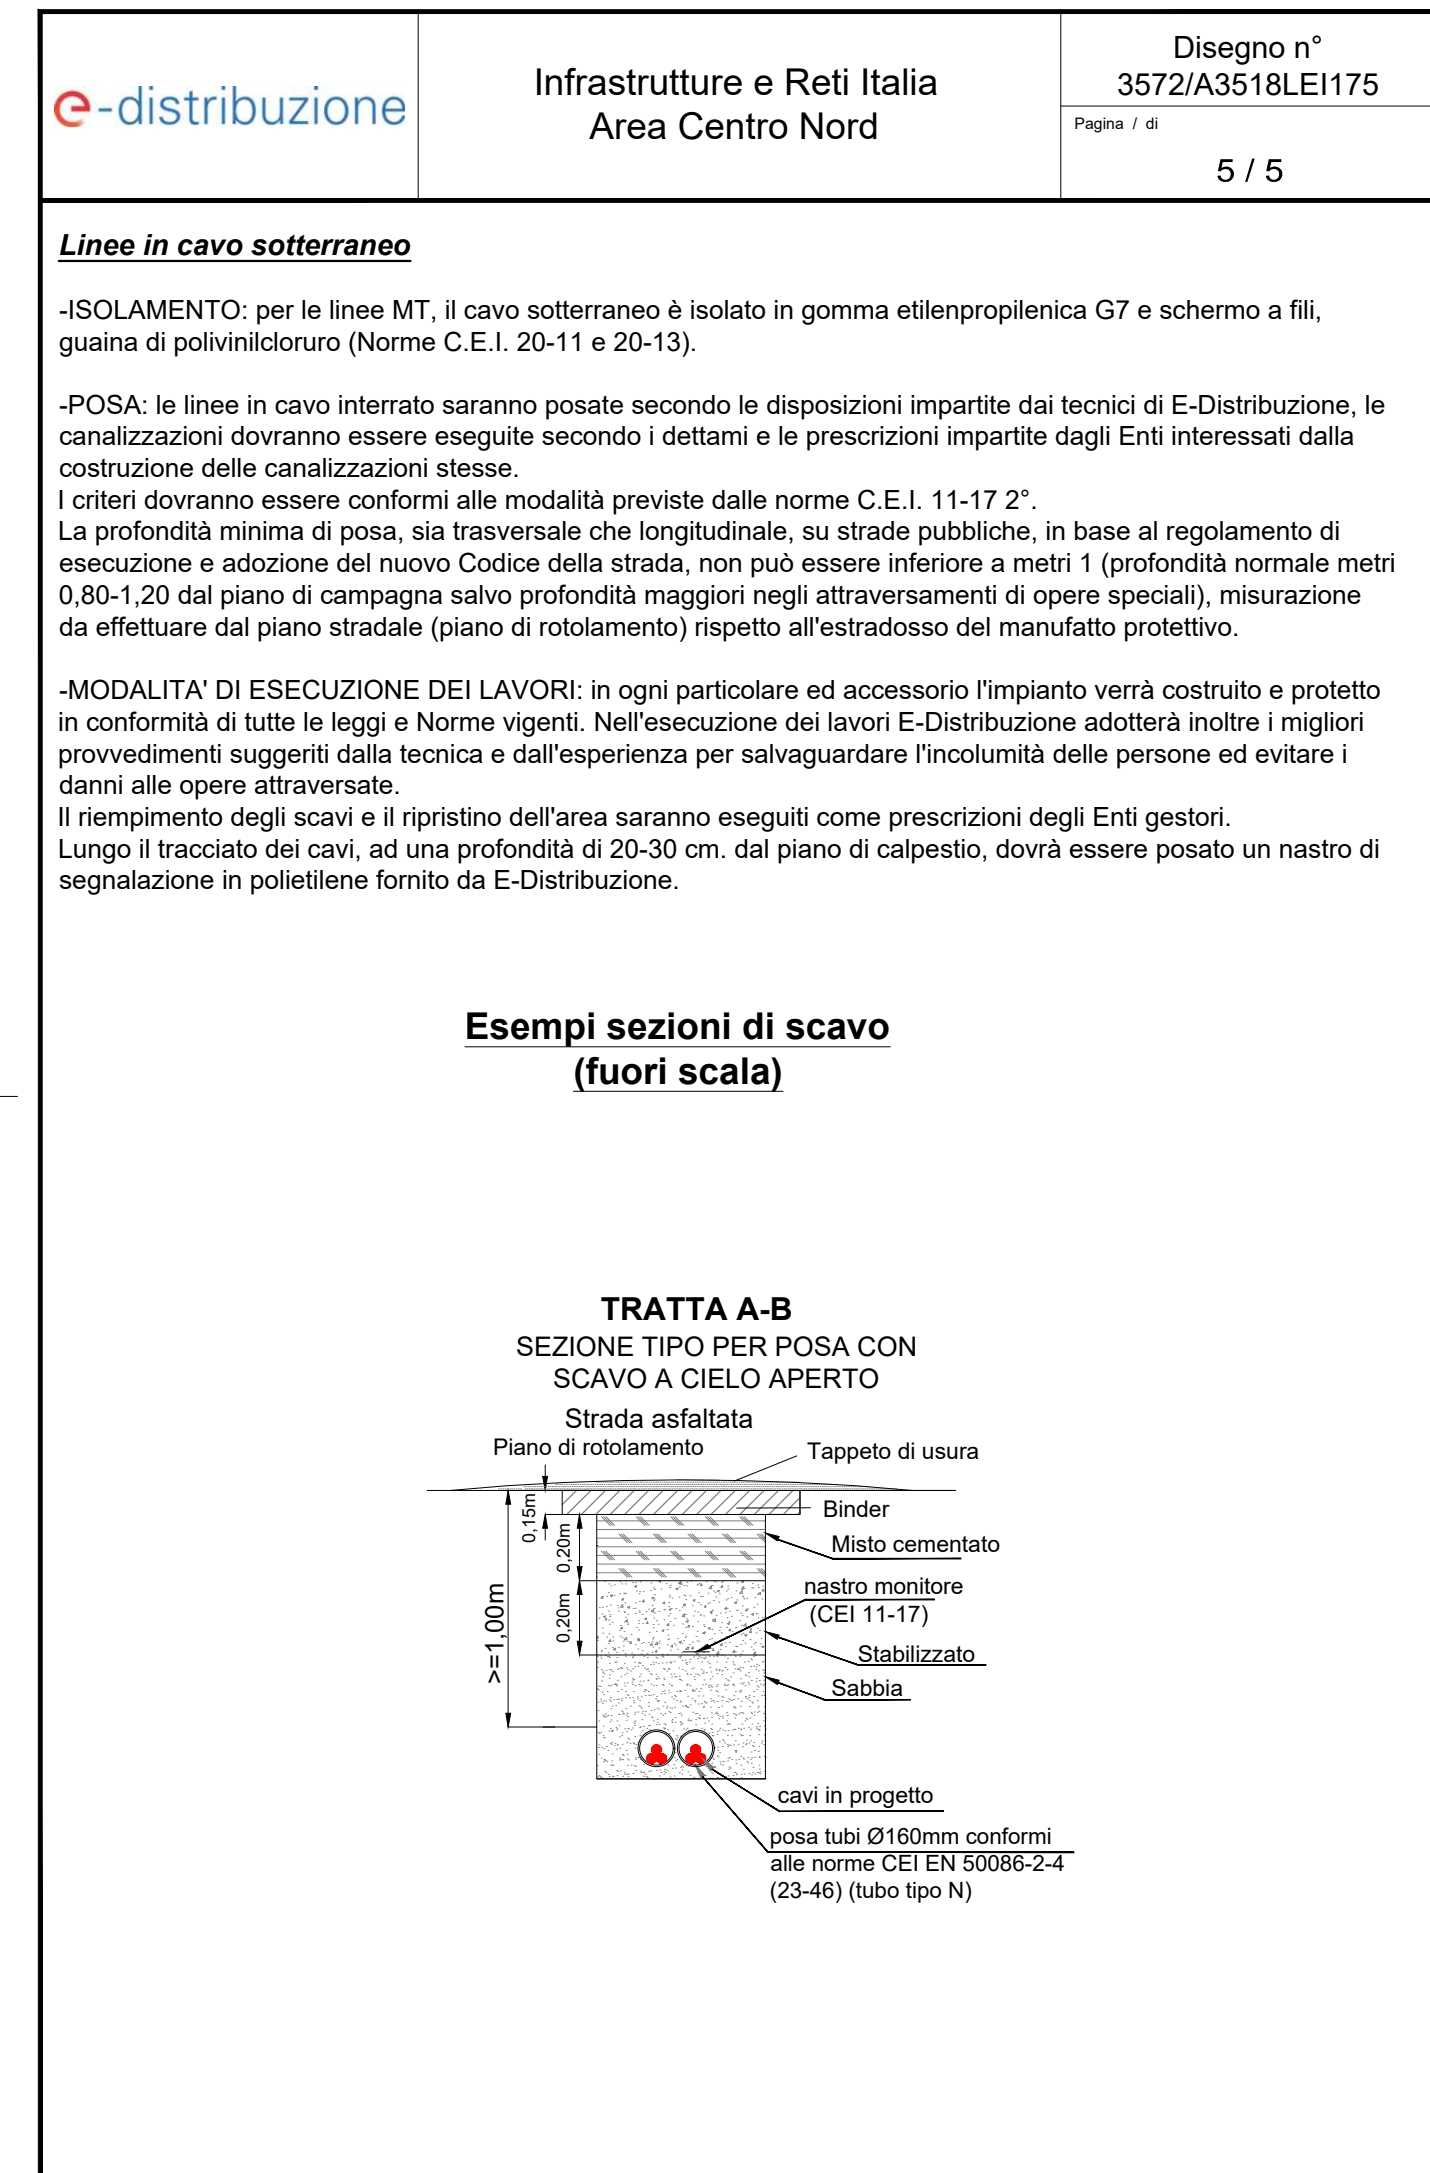 e-distribuzione
Infrastrutture e Reti Italia
Area Centro Nord
Disegno n°
3572/A3518LEI175
Pagina / di
5 / 5
Linee in cavo sotterraneo
-ISOLAMENTO: per le linee MT, il cavo sotterraneo è isolato in gomma etilenpropilenica G7 e schermo a fili,
guaina di polivinilcloruro (Norme C.E.I. 20-11 e 20-13).
-POSA: le linee in cavo interrato saranno posate secondo le disposizioni impartite dai tecnici di E-Distribuzione, le
canalizzazioni dovranno essere eseguite secondo i dettami e le prescrizioni impartite dagli Enti interessati dalla
costruzione delle canalizzazioni stesse.
I criteri dovranno essere conformi alle modalità previste dalle norme C.E.I. 11-17 2°.
La profondità minima di posa, sia trasversale che longitudinale, su strade pubbliche, in base al regolamento di
esecuzione e adozione del nuovo Codice della strada, non può essere inferiore a metri 1 (profondità normale metri
0,80-1,20 dal piano di campagna salvo profondità maggiori negli attraversamenti di opere speciali), misurazione
da effettuare dal piano stradale (piano di rotolamento) rispetto all'estradosso del manufatto protettivo.
-MODALITA' DI ESECUZIONE DEI LAVORI: in ogni particolare ed accessorio l'impianto verrà costruito e protetto
in conformità di tutte le leggi e Norme vigenti. Nell'esecuzione dei lavori E-Distribuzione adotterà inoltre i migliori
provvedimenti suggeriti dalla tecnica e dall'esperienza per salvaguardare l'incolumità delle persone ed evitare i
danni alle opere attraversate.
Il riempimento degli scavi e il ripristino dell'area saranno eseguiti come prescrizioni degli Enti gestori.
Lungo il tracciato dei cavi, ad una profondità di 20-30 cm. dal piano di calpestio, dovrà essere posato un nastro di
segnalazione in polietilene fornito da E-Distribuzione.
Esempi sezioni di scavo
(fuori scala)
TRATTA A-B
SEZIONE TIPO PER POSA CON
SCAVO A CIELO APERTO
Strada asfaltata
Piano di rotolamento
Tappeto di usura
0,15m
Binder
0,20m
Misto cementato
nastro monitore
(CEI 11-17)
0,20m
>=1,00m
Stabilizzato
Sabbia
cavi in progetto
posa tubi Ø160mm conformi
alle norme CEI EN 50086-2-4
(23-46) (tubo tipo N)